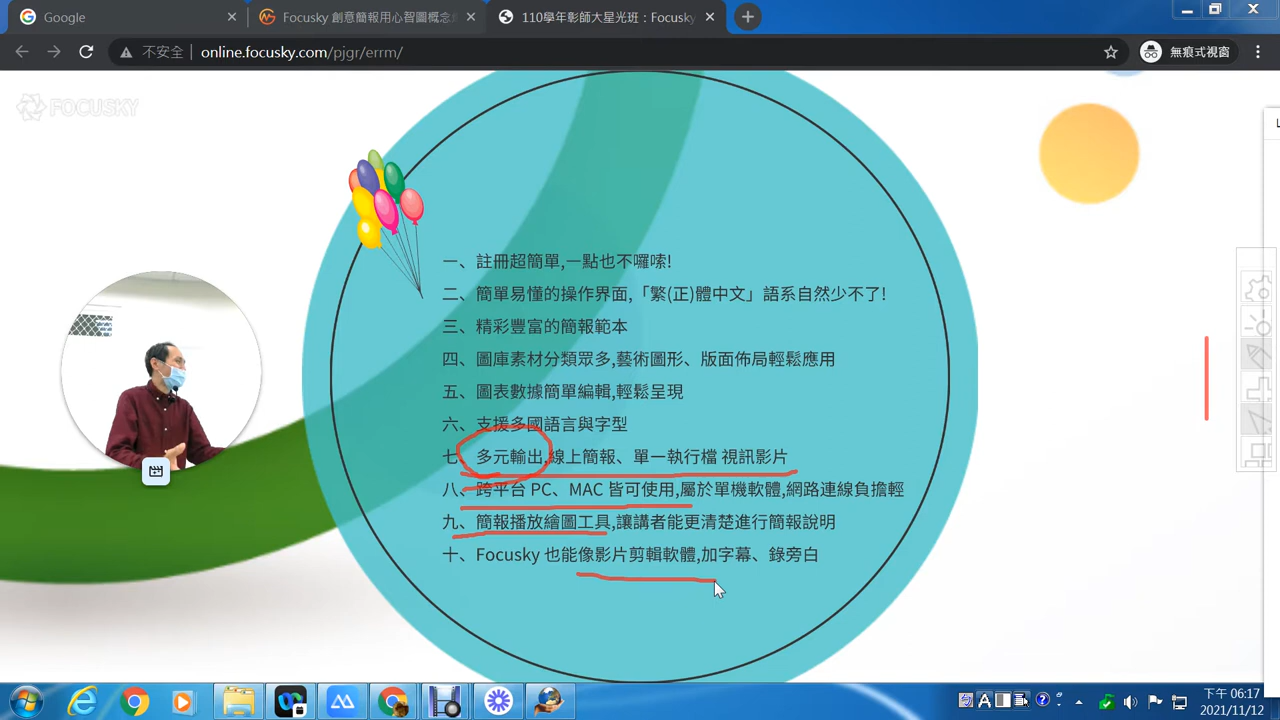 Google
Focusky 創意簡報用心智圖概念
110學年彰師大星光班：Focusky
不安全
online.focusky.com/pjgr/errm/
無痕式視窗
FOCUSKY
一、註冊超簡單,一點也不囉嗦!
二、簡單易懂的操作界面,「繁(正)體中文」語系自然少不了!
三、精彩豐富的簡報範本
四、圖庫素材分類眾多,藝術圖形、版面佈局輕鬆應用
五、圖表數據簡單編輯,輕鬆呈現
六、支援多國語言與字型
七、多元輸出,線上簡報、單一執行檔 視訊影片
八、跨平台 PC、MAC 皆可使用,屬於單機軟體,網路連線負擔輕
九、簡報播放繪圖工具,讓講者能更清楚進行簡報說明
十、Focusky 也能像影片剪輯軟體,加字幕、錄旁白
下午 06:17
2021/11/12